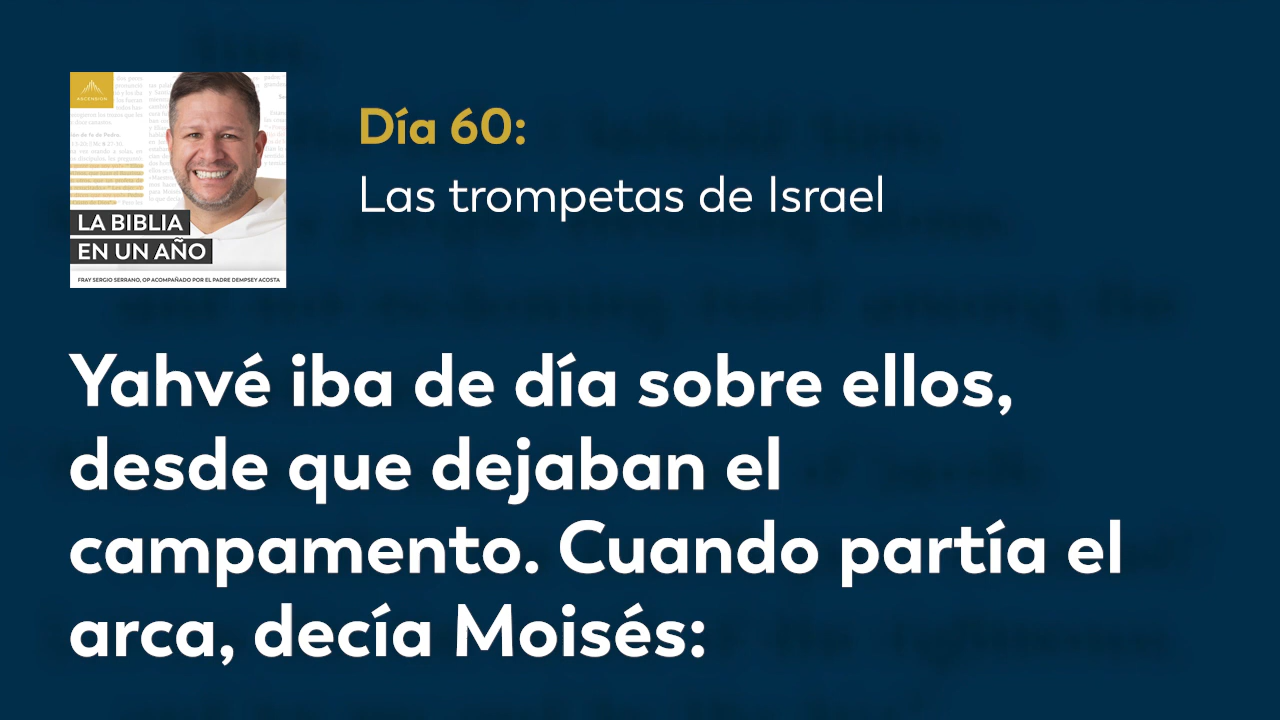 ASCENSION
LA BIBLIA
EN UN AÑO
FRAY SERGIO SERRANO, OP ACOMPAÑADO POR EL PADRE DEMPSEY ACOSTA
Día 60:
Las trompetas de Israel
Yahvé iba de día sobre ellos,
desde que dejaban el
campamento. Cuando partía el
arca, decía Moisés: